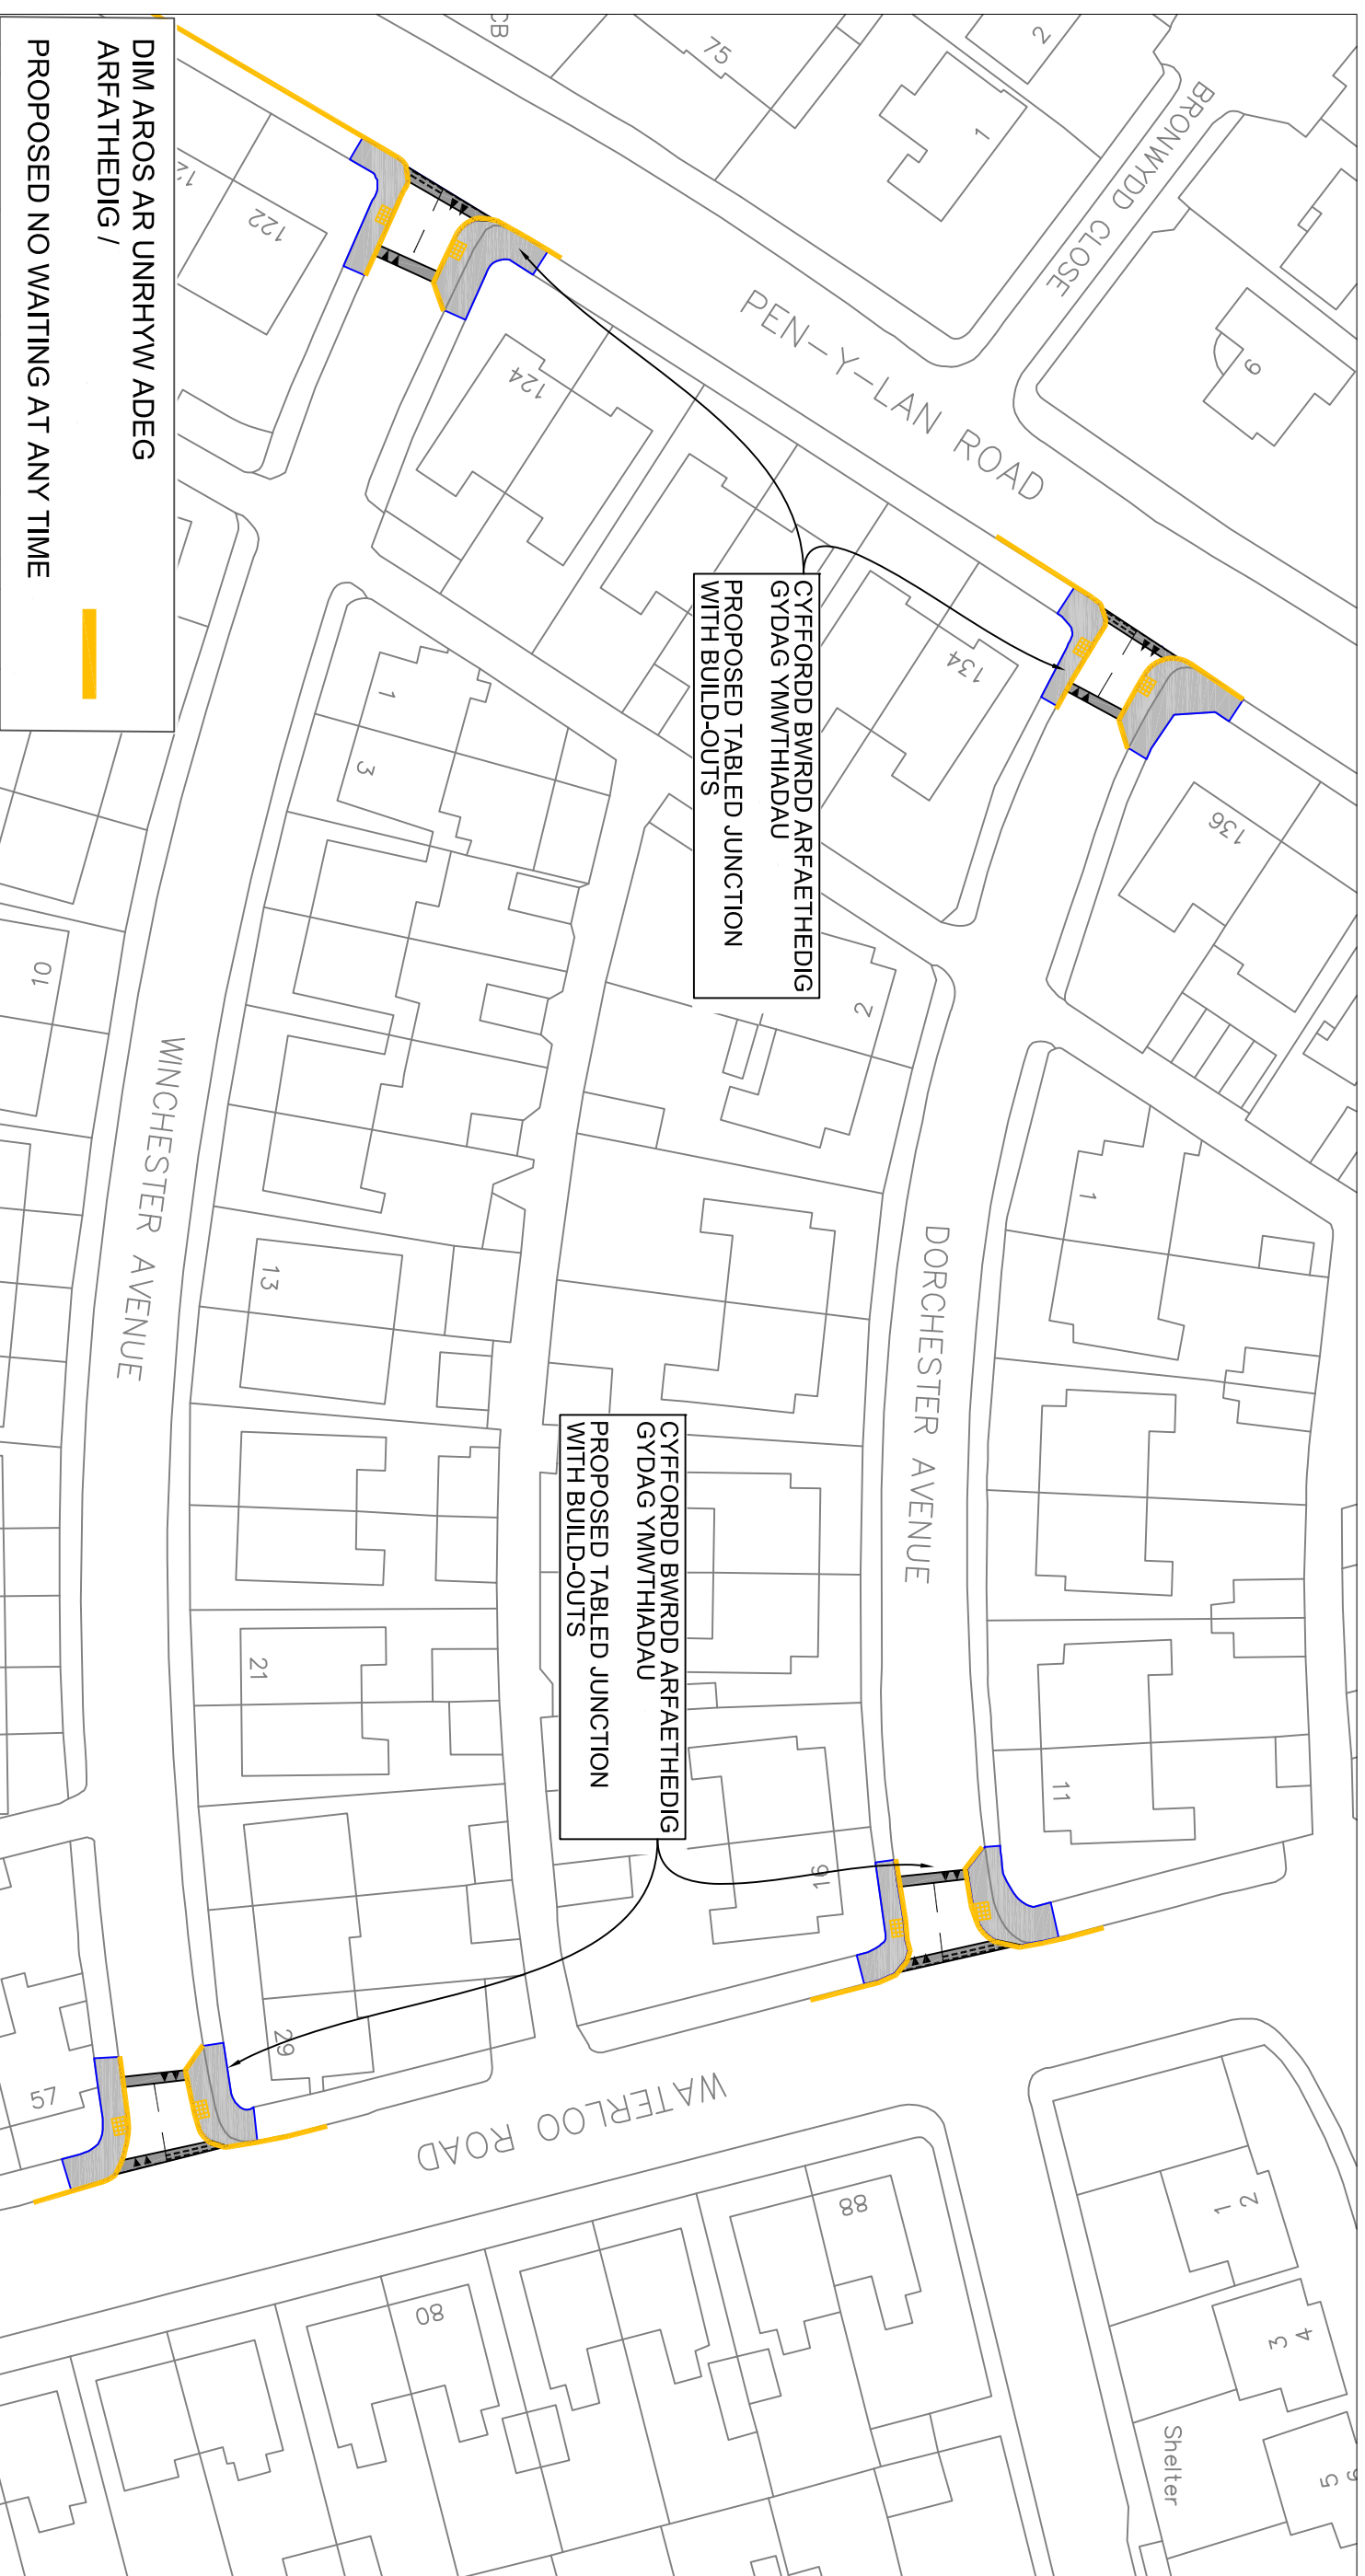 DIM AROS AR UNRHYW ADEG
ARFATHEDIG /
PROPOSED NO WAITING AT ANY TIME
CYFFORDD BWRDD ARFAETHEDIG
GYDAG YMWTHIADAU
PROPOSED TABLED JUNCTION
WITH BUILD-OUTS
CYFFORDD BWRDD ARFAETHEDIG
GYDAG YMWTHIADAU
PROPOSED TABLED JUNCTION
WITH BUILD-OUTS
PEN-Y-LAN ROAD
BRONWYDD CLOSE
DORCHESTER AVENUE
WINCHESTER AVENUE
WATERLOO ROAD
Shelter
CB
75
2
1
9
122
124
134
136
1
3
2
1
10
13
21
29
11
16
57
88
80
2
1
4
3
5